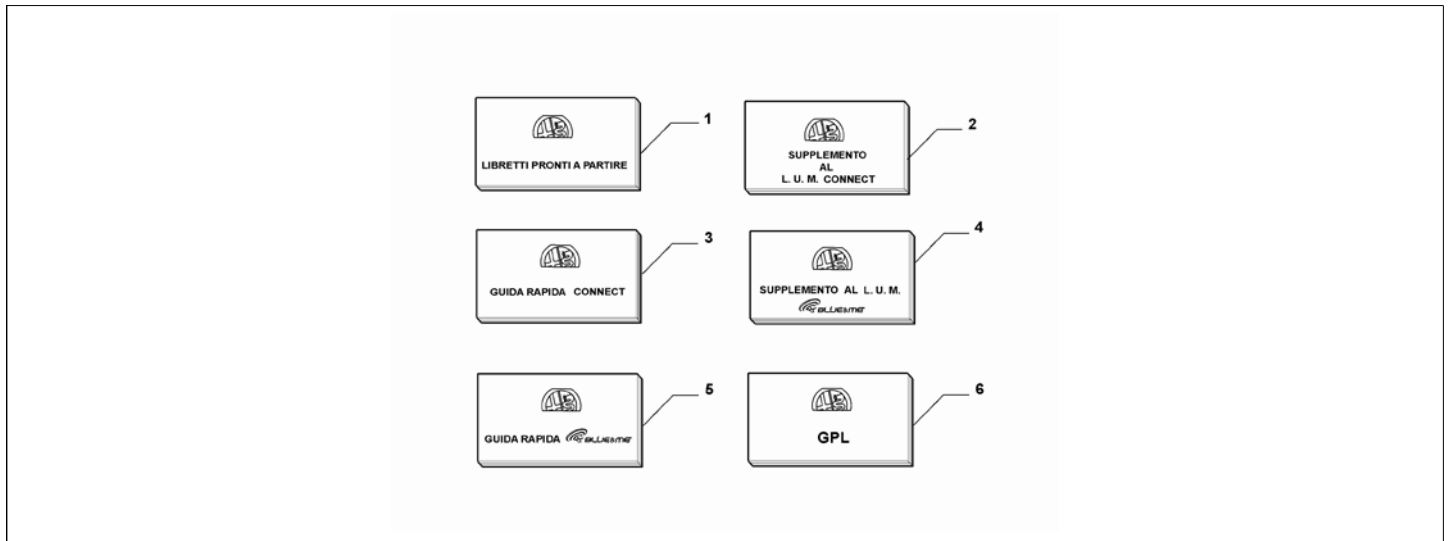 1
LIBRETTI PRONTI A PARTIRE
2
SUPPLEMENTO
AL
L. U. M. CONNECT
3
GUIDA RAPIDA CONNECT
4
SUPPLEMENTO AL L. U. M.
BLUE&ME
5
GUIDA RAPIDA BLUE&ME
6
GPL